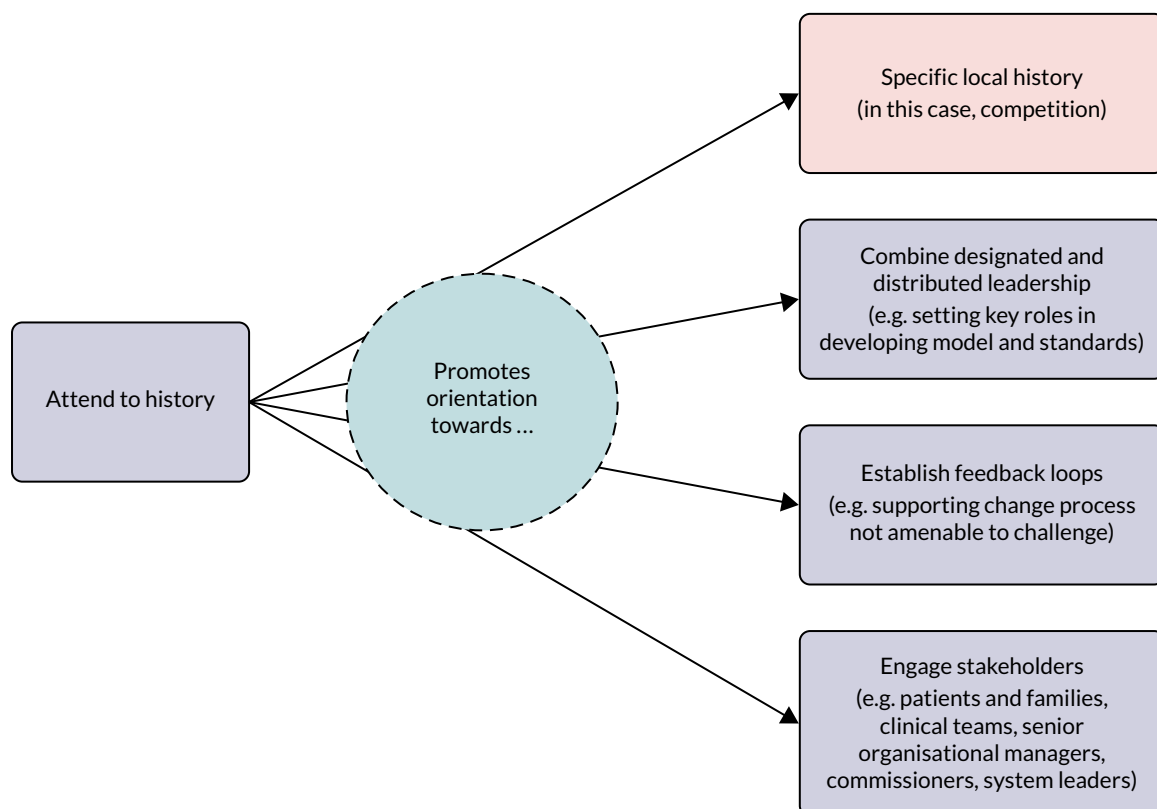 Specific local history
(in this case, competition)
Combine designated and
distributed leadership
(e.g. setting key roles in
developing model and standards)
Attend to history
Promotes
orientation
towards …
Establish feedback loops
(e.g. supporting change process
not amenable to challenge)
Engage stakeholders
(e.g. patients and families,
clinical teams, senior
organisational managers,
commissioners, system leaders)